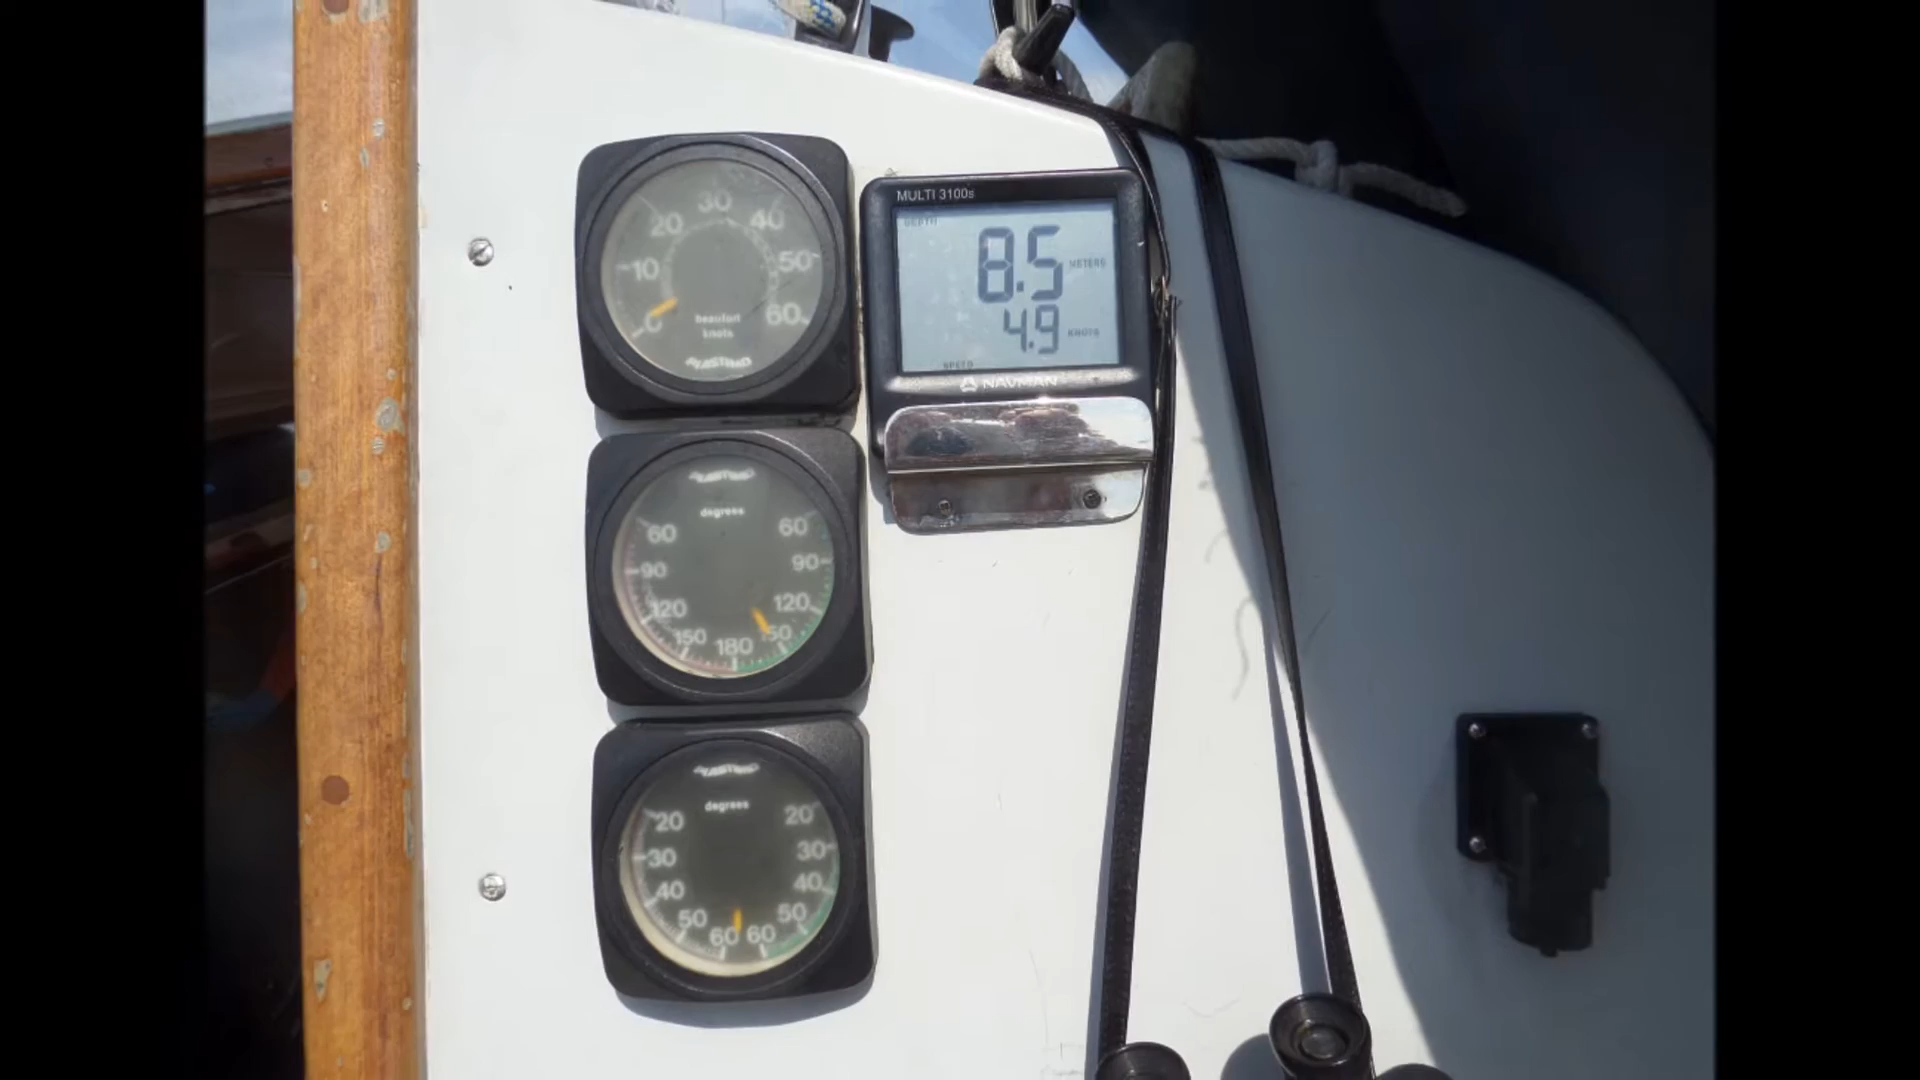 30
20 40
10 50
0 60
beaufort
knots
PLASTIMO
MULTI 3100s
DEPTH
8.5 METERS
4.9 KNOTS
SPEED
NAVMAN
PLASTIMO
degrees
60 60
90 90
120 120
150 180 150
PLASTIMO
degrees
20 20
30 30
40 40
50 50
60 60